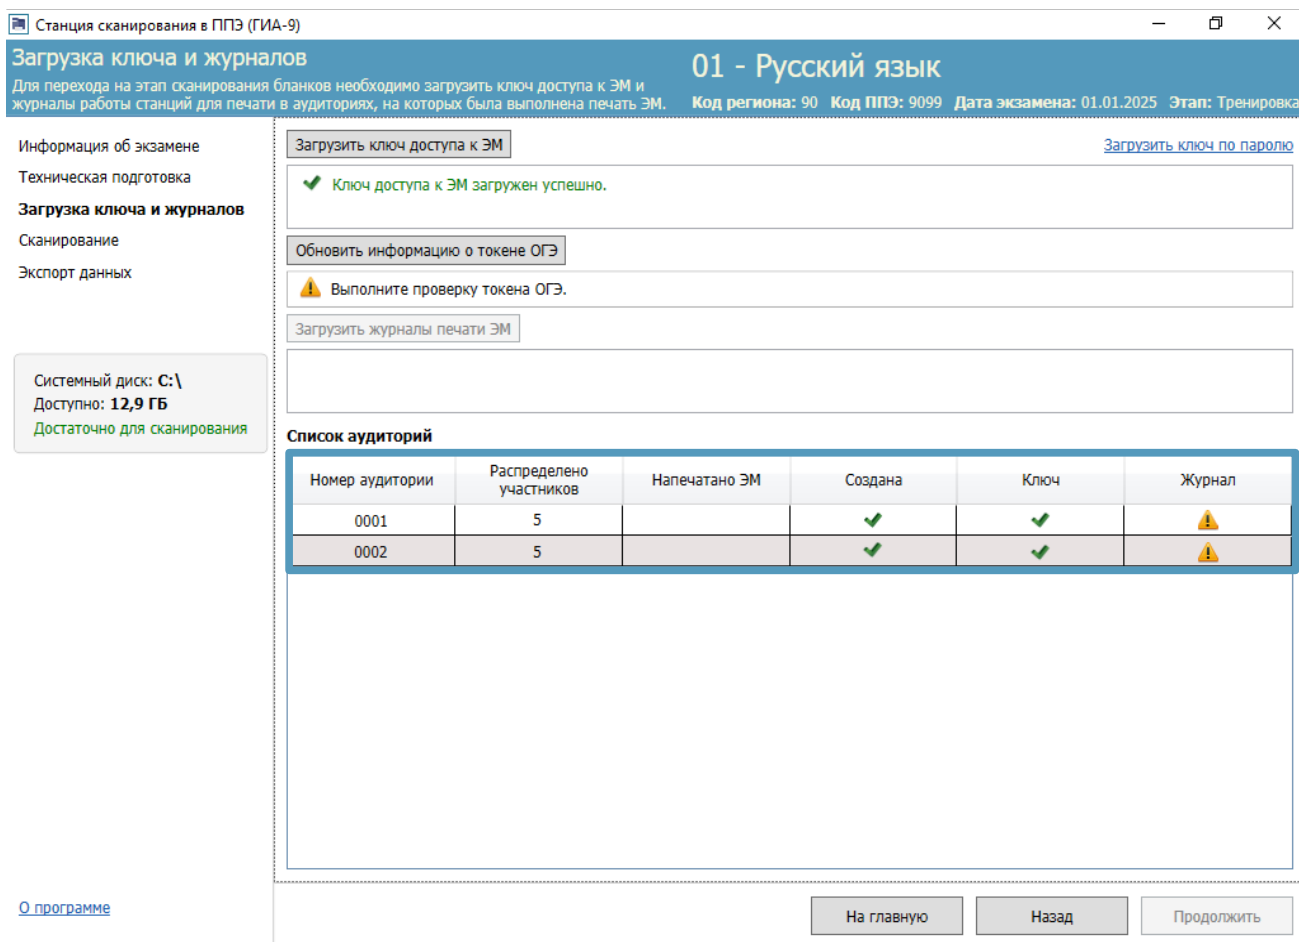 Станция сканирования в ППЭ (ГИА-9)
Загрузка ключа и журналов
Для перехода на этап сканирования бланков необходимо загрузить ключ доступа к ЭМ и
журналы работы станций для печати в аудиториях, на которых была выполнена печать ЭМ.
01 - Русский язык
Код региона: 90 Код ППЭ: 9099 Дата экзамена: 01.01.2025 Этап: Тренировка
Информация об экзамене
Техническая подготовка
Загрузка ключа и журналов
Сканирование
Экспорт данных
Системный диск: C:\
Доступно: 12,9 ГБ
Достаточно для сканирования
Загрузить ключ доступа к ЭМ
Загрузить ключ по паролю
Ключ доступа к ЭМ загружен успешно.
Обновить информацию о токене ОГЭ
Выполните проверку токена ОГЭ.
Загрузить журналы печати ЭМ
Список аудиторий
Номер аудитории Распределено участников Напечатано ЭМ Создана Ключ Журнал
0001 5
0002 5
О программе
На главную Назад Продолжить